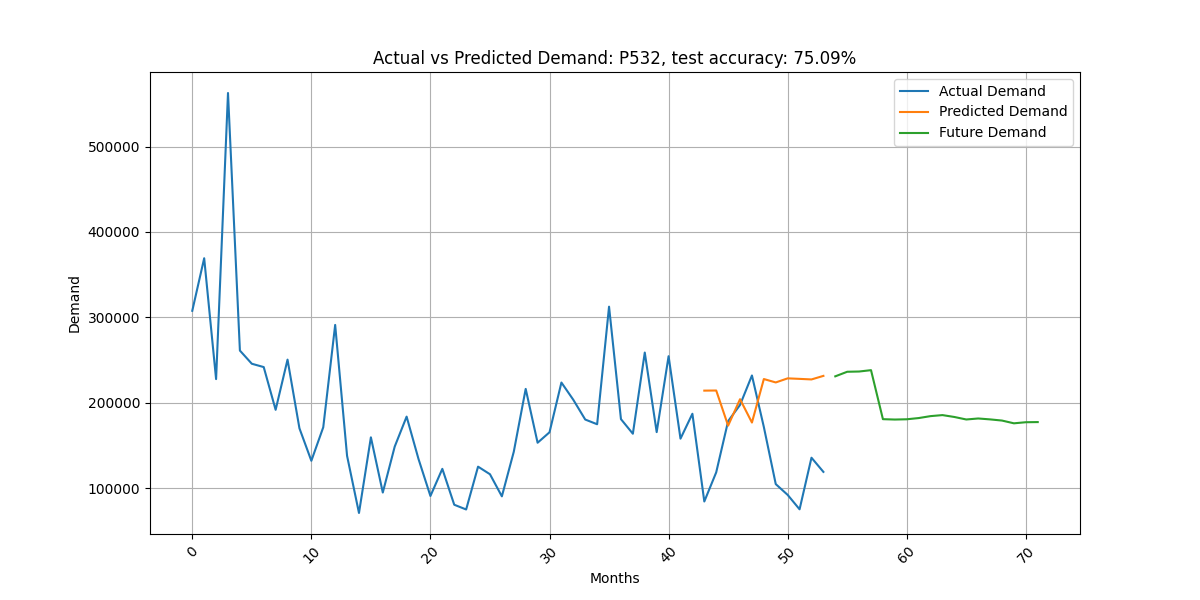 Actual vs Predicted Demand: P532, test accuracy: 75.09%
Actual Demand
Predicted Demand
Future Demand
500000
400000
300000
200000
100000
Demand
0
10
20
30
40
50
60
70
Months